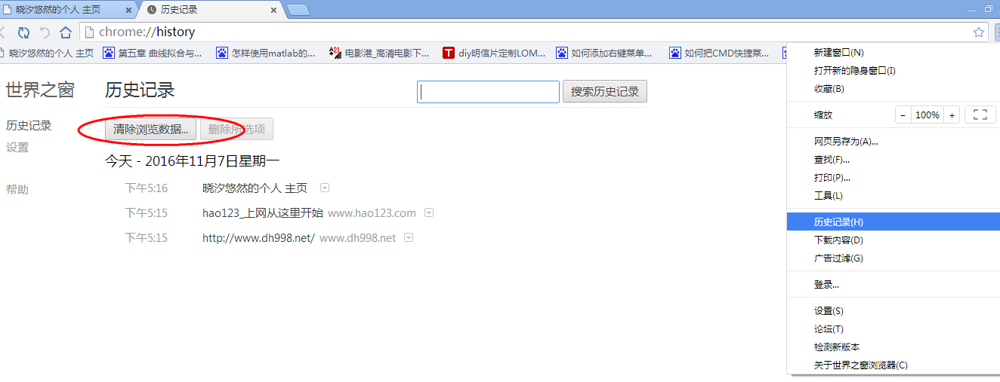 晓汐悠然的个人 主页
历史记录
chrome://history
晓汐悠然的个人 主页
第五章 曲线拟合与...
怎样使用matlab的...
电影港_高清电影下...
diy明信片定制LOM...
如何添加右键菜单...
如何把CMD快捷菜...
世界之窗
历史记录
搜索历史记录
历史记录
设置
帮助
清除浏览数据...
删除所选项
今天 - 2016年11月7日星期一
下午5:16 晓汐悠然的个人 主页
下午5:15 hao123_上网从这里开始 www.hao123.com
下午5:15 http://www.dh998.net/ www.dh998.net
新建窗口(N)
打开新的隐身窗口(I)
收藏(B)
缩放 − 100% +
网页另存为(A)...
查找(F)...
打印(P)...
工具(L)
历史记录(H)
下载内容(D)
广告过滤(G)
登录...
设置(S)
论坛(T)
检测新版本
关于世界之窗浏览器(C)